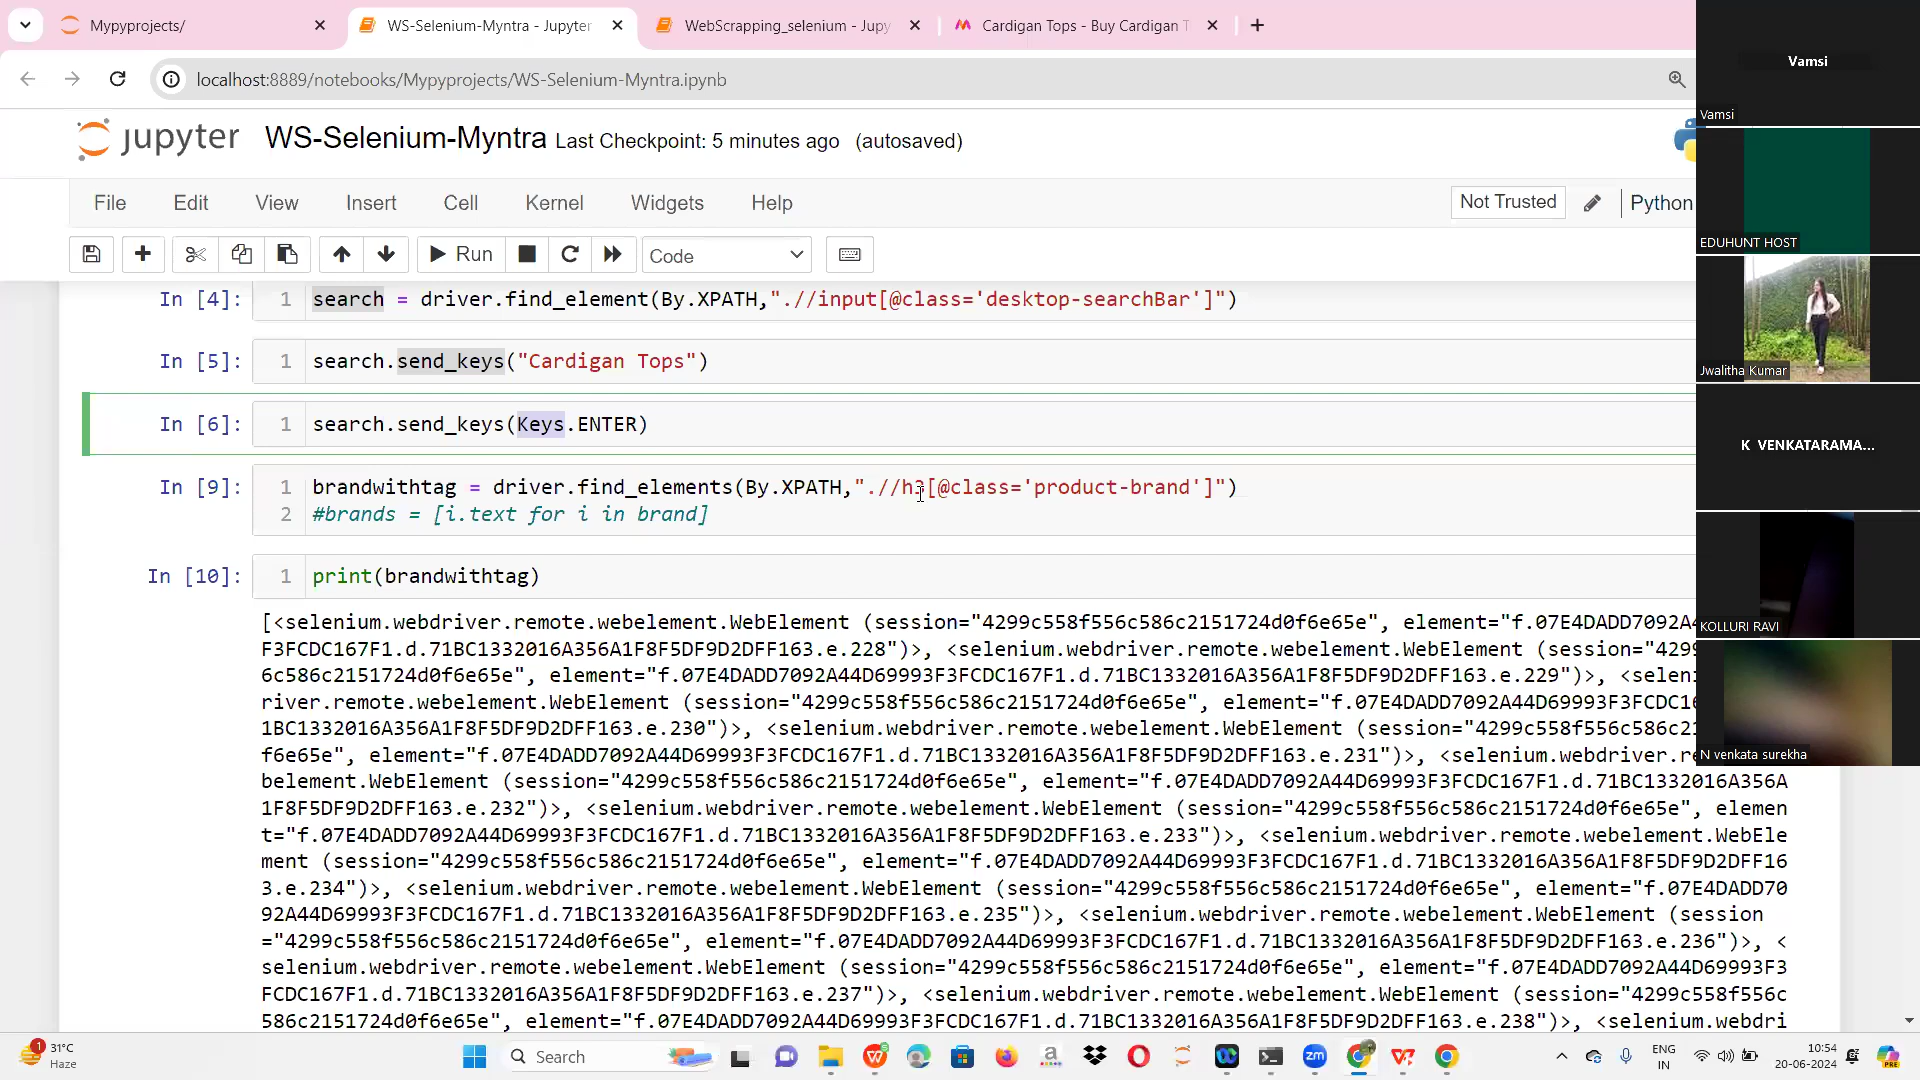 Mypyprojects/
WS-Selenium-Myntra - Jupyter
WebScrapping_selenium - Jupy
Cardigan Tops - Buy Cardigan T
localhost:8889/notebooks/Mypyprojects/WS-Selenium-Myntra.ipynb
jupyter WS-Selenium-Myntra Last Checkpoint: 5 minutes ago (autosaved)
File Edit View Insert Cell Kernel Widgets Help Not Trusted Python
Run Code
In [4]: 1 search = driver.find_element(By.XPATH,".//input[@class='desktop-searchBar']")
In [5]: 1 search.send_keys("Cardigan Tops")
In [6]: 1 search.send_keys(Keys.ENTER)
In [9]: 1 brandwithtag = driver.find_elements(By.XPATH,".//h3[@class='product-brand']")
2 #brands = [i.text for i in brand]
In [10]: 1 print(brandwithtag)
[<selenium.webdriver.remote.webelement.WebElement (session="4299c558f556c586c2151724d0f6e65e", element="f.07E4DADD7092A4
F3FCDC167F1.d.71BC1332016A356A1F8F5DF9D2DFF163.e.228")>, <selenium.webdriver.remote.webelement.WebElement (session="4299
6c586c2151724d0f6e65e", element="f.07E4DADD7092A44D69993F3FCDC167F1.d.71BC1332016A356A1F8F5DF9D2DFF163.e.229")>, <selen
river.remote.webelement.WebElement (session="4299c558f556c586c2151724d0f6e65e", element="f.07E4DADD7092A44D69993F3FCDC16
1BC1332016A356A1F8F5DF9D2DFF163.e.230")>, <selenium.webdriver.remote.webelement.WebElement (session="4299c558f556c586c21
f6e65e", element="f.07E4DADD7092A44D69993F3FCDC167F1.d.71BC1332016A356A1F8F5DF9D2DFF163.e.231")>, <selenium.webdriver.re
belement.WebElement (session="4299c558f556c586c2151724d0f6e65e", element="f.07E4DADD7092A44D69993F3FCDC167F1.d.71BC1332016A356A
1F8F5DF9D2DFF163.e.232")>, <selenium.webdriver.remote.webelement.WebElement (session="4299c558f556c586c2151724d0f6e65e", elemen
t="f.07E4DADD7092A44D69993F3FCDC167F1.d.71BC1332016A356A1F8F5DF9D2DFF163.e.233")>, <selenium.webdriver.remote.webelement.WebEle
ment (session="4299c558f556c586c2151724d0f6e65e", element="f.07E4DADD7092A44D69993F3FCDC167F1.d.71BC1332016A356A1F8F5DF9D2DFF16
3.e.234")>, <selenium.webdriver.remote.webelement.WebElement (session="4299c558f556c586c2151724d0f6e65e", element="f.07E4DADD70
92A44D69993F3FCDC167F1.d.71BC1332016A356A1F8F5DF9D2DFF163.e.235")>, <selenium.webdriver.remote.webelement.WebElement (session
="4299c558f556c586c2151724d0f6e65e", element="f.07E4DADD7092A44D69993F3FCDC167F1.d.71BC1332016A356A1F8F5DF9D2DFF163.e.236")>, <
selenium.webdriver.remote.webelement.WebElement (session="4299c558f556c586c2151724d0f6e65e", element="f.07E4DADD7092A44D69993F3
FCDC167F1.d.71BC1332016A356A1F8F5DF9D2DFF163.e.237")>, <selenium.webdriver.remote.webelement.WebElement (session="4299c558f556c
586c2151724d0f6e65e", element="f.07E4DADD7092A44D69993F3FCDC167F1.d.71BC1332016A356A1F8F5DF9D2DFF163.e.238")>, <selenium.webdri
Vamsi
Vamsi
EDUHUNT HOST
Jwalitha Kumar
K VENKATARAMA...
KOLLURI RAVI
N venkata surekha
1
31°C
Haze
Search
ENG
IN
10:54
20-06-2024